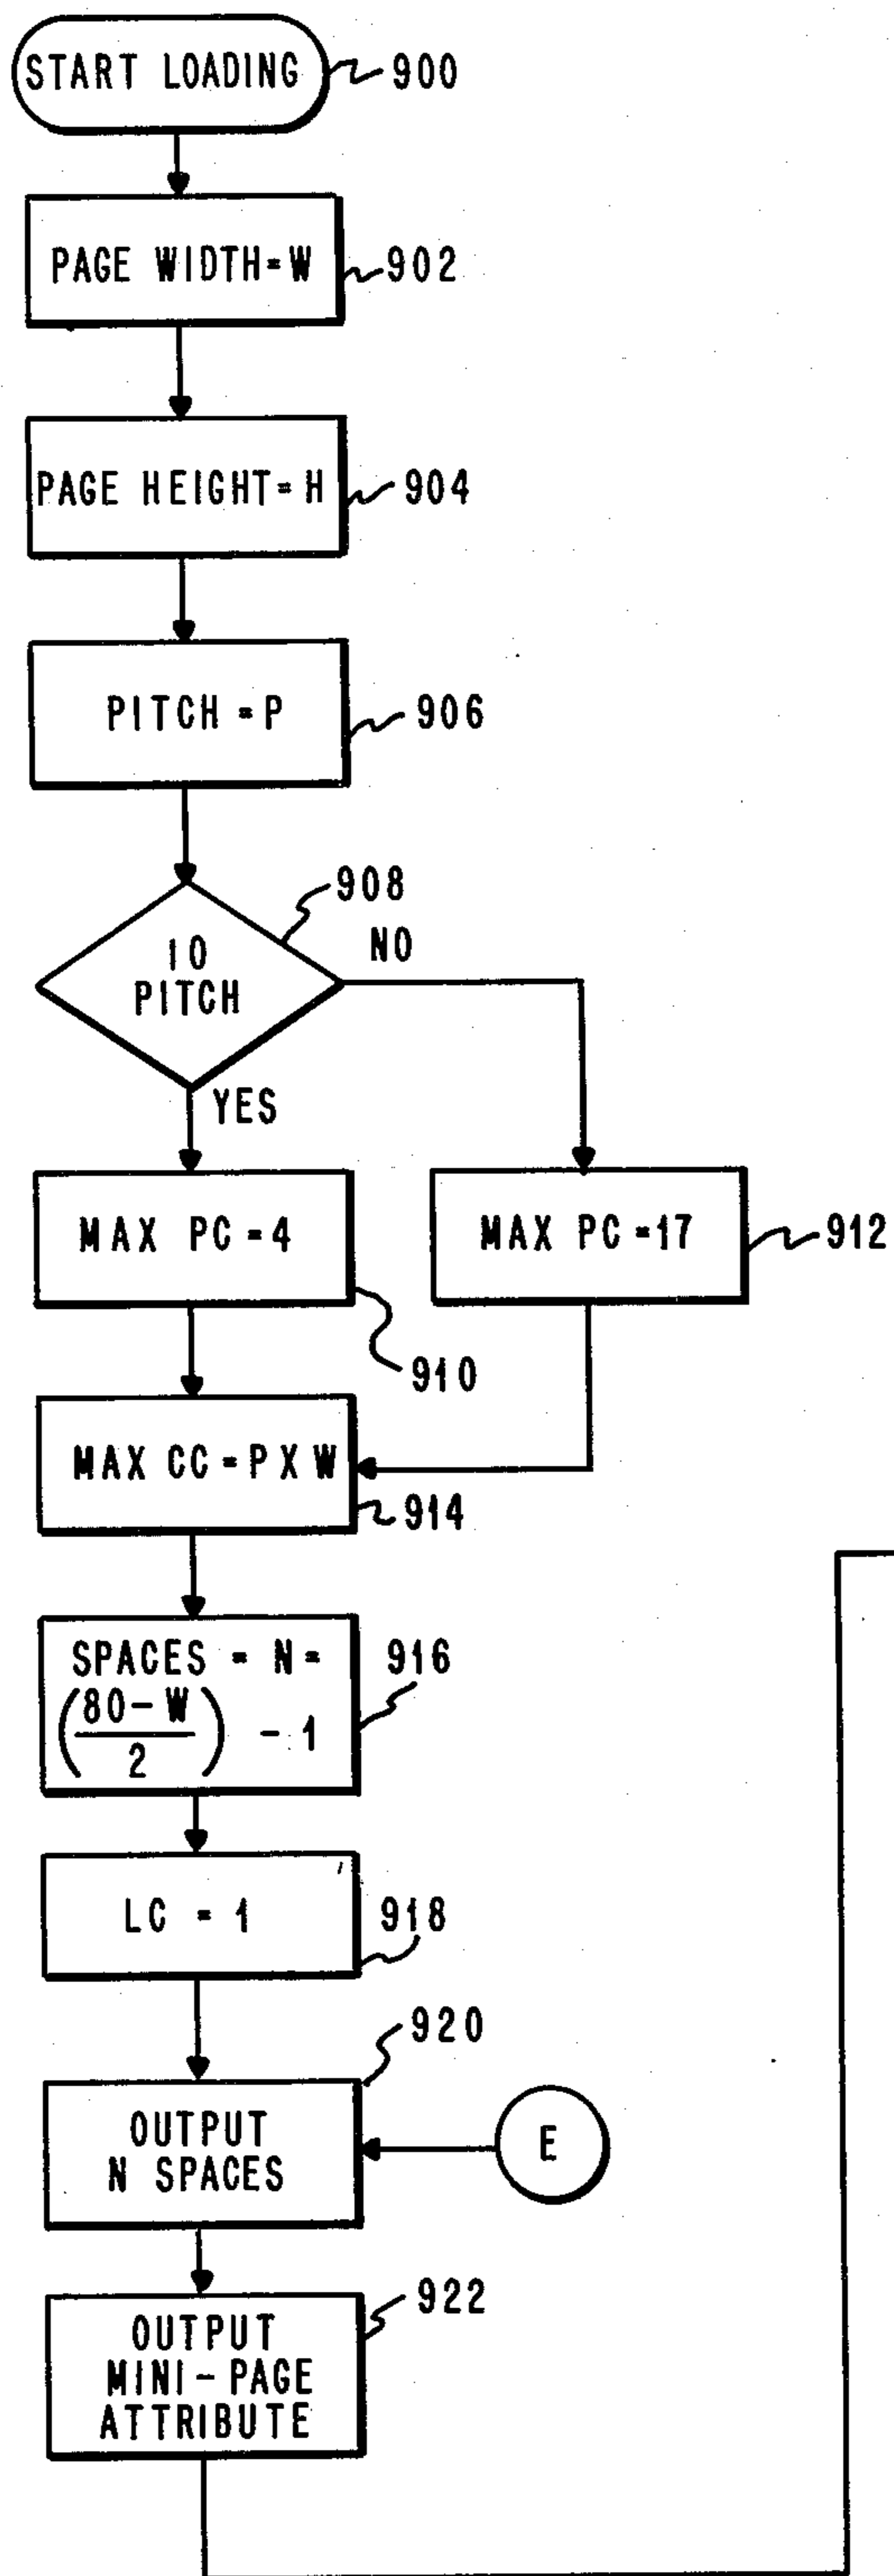 START LOADING
900
PAGE WIDTH=W
902
PAGE HEIGHT=H
904
PITCH = P
906
908
10
PITCH
NO
YES
MAX PC = 4
910
MAX PC = 17
912
MAX CC = P X W
914
SPACES = N =
(80-W
2) - 1
916
LC = 1
918
920
OUTPUT
N SPACES
E
922
OUTPUT
MINI-PAGE
ATTRIBUTE